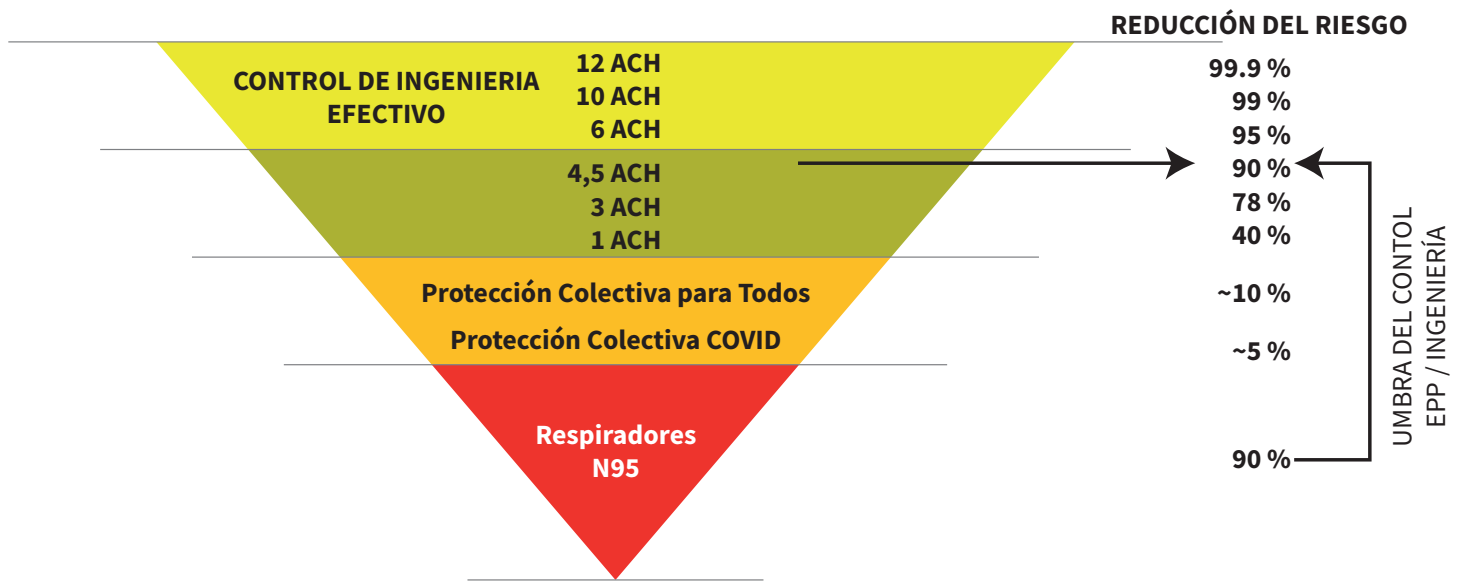 REDUCCIÓN DEL RIESGO
CONTROL DE INGENIERIA
EFECTIVO
12 ACH
10 ACH
6 ACH
99.9 %
99 %
95 %
4,5 ACH
3 ACH
1 ACH
90 %
78 %
40 %
Protección Colectiva para Todos
~10 %
Protección Colectiva COVID
~5 %
Respiradores
N95
90 %
UMBRA DEL CONTOL
EPP / INGENIERÍA